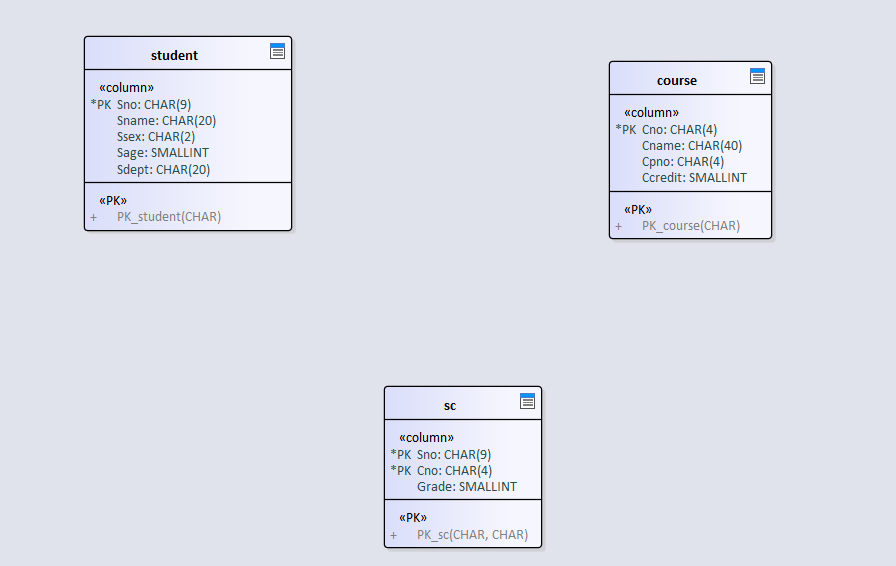 student
«column»
*PK Sno: CHAR(9)
Sname: CHAR(20)
Ssex: CHAR(2)
Sage: SMALLINT
Sdept: CHAR(20)
«PK»
+ PK_student(CHAR)
course
«column»
*PK Cno: CHAR(4)
Cname: CHAR(40)
Cpno: CHAR(4)
Ccredit: SMALLINT
«PK»
+ PK_course(CHAR)
sc
«column»
*PK Sno: CHAR(9)
*PK Cno: CHAR(4)
Grade: SMALLINT
«PK»
+ PK_sc(CHAR, CHAR)